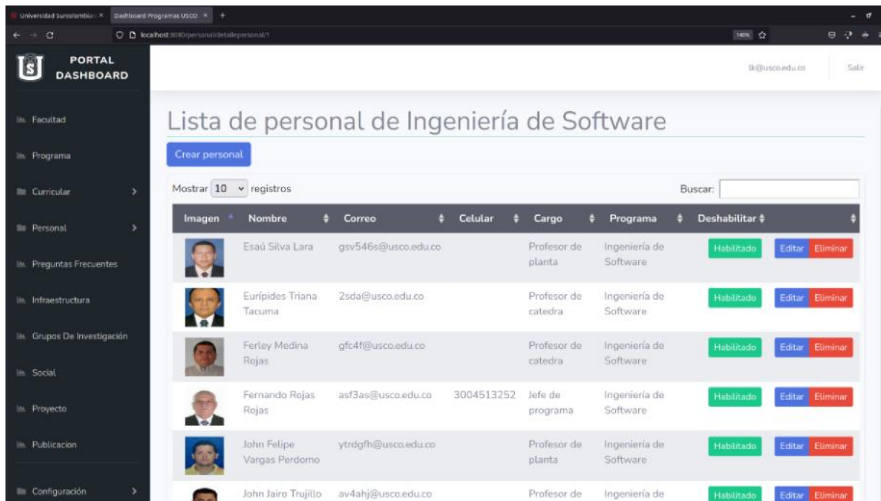 Universidad Surcolombian
Dashboard Programas USCO
localhost:8080/personal/detallepersonal/1
140%
PORTAL
DASHBOARD
lk@usco.edu.co
Salir
Facultad
Programa
Curricular
Personal
Preguntas Frecuentes
Infraestructura
Grupos De Investigación
Social
Proyecto
Publicacion
Configuración
Lista de personal de Ingeniería de Software
Crear personal
Mostrar 10 registros
Buscar:
Imagen Nombre Correo Celular Cargo Programa Deshabilitar
Esaú Silva Lara gsv546s@usco.edu.co Profesor de Ingeniería de Habilitado Editar Eliminar
planta Software
Eurípides Triana 2sda@usco.edu.co Profesor de Ingeniería de Habilitado Editar Eliminar
Tacuma catedra Software
Ferley Medina gfc4f@usco.edu.co Profesor de Ingeniería de Habilitado Editar Eliminar
Rojas catedra Software
Fernando Rojas asf3as@usco.edu.co 3004513252 Jefe de Ingeniería de Habilitado Editar Eliminar
Rojas programa Software
John Felipe ytrdgfh@usco.edu.co Profesor de Ingeniería de Habilitado Editar Eliminar
Vargas Perdomo planta Software
John Jairo Trujillo av4ahj@usco.edu.co Profesor de Ingeniería de Habilitado Editar Eliminar